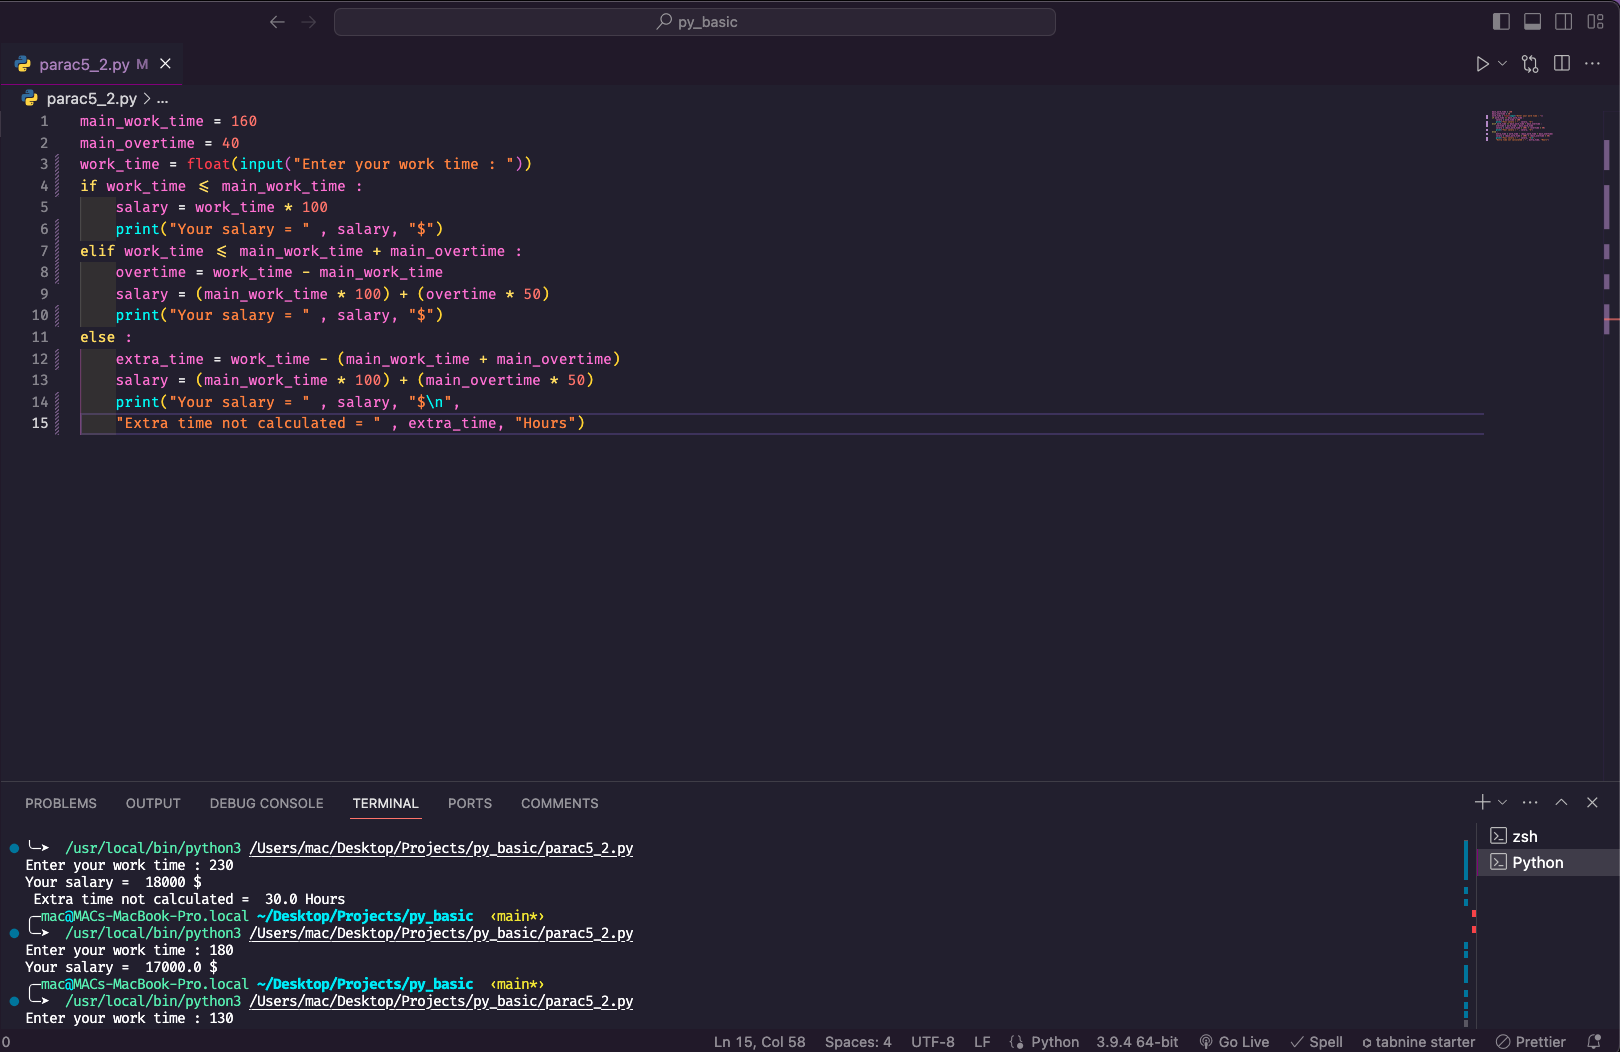 py_basic
parac5_2.py M
parac5_2.py > ...
1 main_work_time = 160
2 main_overtime = 40
3 work_time = float(input("Enter your work time : "))
4 if work_time ⩽ main_work_time :
5 salary = work_time * 100
6 print("Your salary = " , salary, "$")
7 elif work_time ⩽ main_work_time + main_overtime :
8 overtime = work_time - main_work_time
9 salary = (main_work_time * 100) + (overtime * 50)
10 print("Your salary = " , salary, "$")
11 else :
12 extra_time = work_time - (main_work_time + main_overtime)
13 salary = (main_work_time * 100) + (main_overtime * 50)
14 print("Your salary = " , salary, "$\n",
15 "Extra time not calculated = " , extra_time, "Hours")
PROBLEMS OUTPUT DEBUG CONSOLE TERMINAL PORTS COMMENTS
╰─➤ /usr/local/bin/python3 /Users/mac/Desktop/Projects/py_basic/parac5_2.py
Enter your work time : 230
Your salary =  18000 $
 Extra time not calculated =  30.0 Hours
╭─mac@MACs-MacBook-Pro.local ~/Desktop/Projects/py_basic ‹main*›
╰─➤ /usr/local/bin/python3 /Users/mac/Desktop/Projects/py_basic/parac5_2.py
Enter your work time : 180
Your salary =  17000.0 $
╭─mac@MACs-MacBook-Pro.local ~/Desktop/Projects/py_basic ‹main*›
╰─➤ /usr/local/bin/python3 /Users/mac/Desktop/Projects/py_basic/parac5_2.py
Enter your work time : 130
zsh
Python
0 Ln 15, Col 58 Spaces: 4 UTF-8 LF Python 3.9.4 64-bit Go Live Spell tabnine starter Prettier